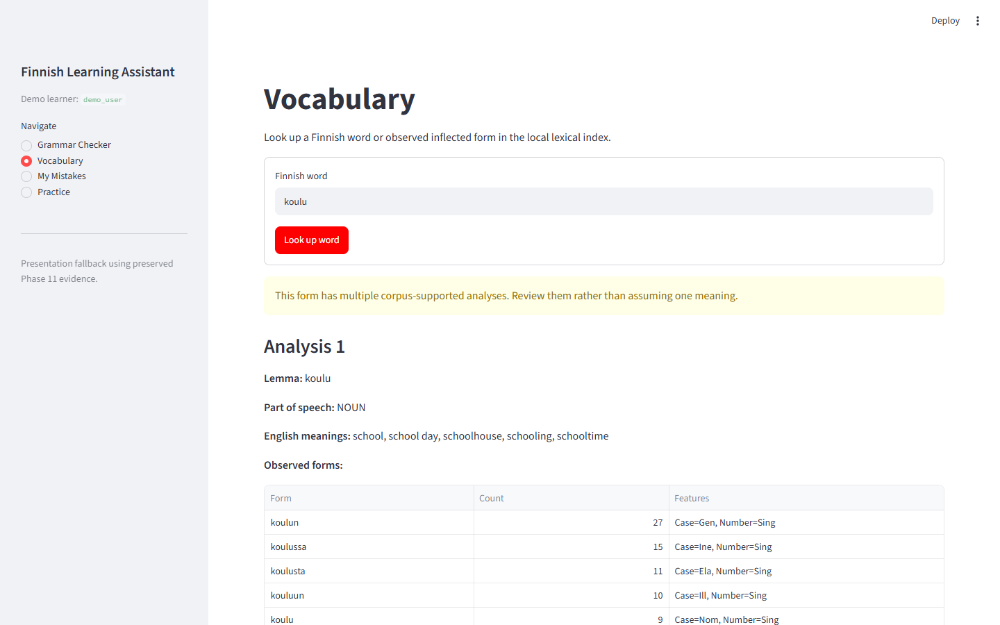 Deploy
Finnish Learning Assistant
Demo learner: demo_user
Navigate
Grammar Checker
Vocabulary
My Mistakes
Practice
Presentation fallback using preserved
Phase 11 evidence.
Vocabulary
Look up a Finnish word or observed inflected form in the local lexical index.
Finnish word
koulu
Look up word
This form has multiple corpus-supported analyses. Review them rather than assuming one meaning.
Analysis 1
Lemma: koulu
Part of speech: NOUN
English meanings: school, school day, schoolhouse, schooling, schooltime
Observed forms:
Form Count Features
koulun 27 Case=Gen, Number=Sing
koulussa 15 Case=Ine, Number=Sing
koulusta 11 Case=Ela, Number=Sing
kouluun 10 Case=Ill, Number=Sing
koulu 9 Case=Nom, Number=Sing